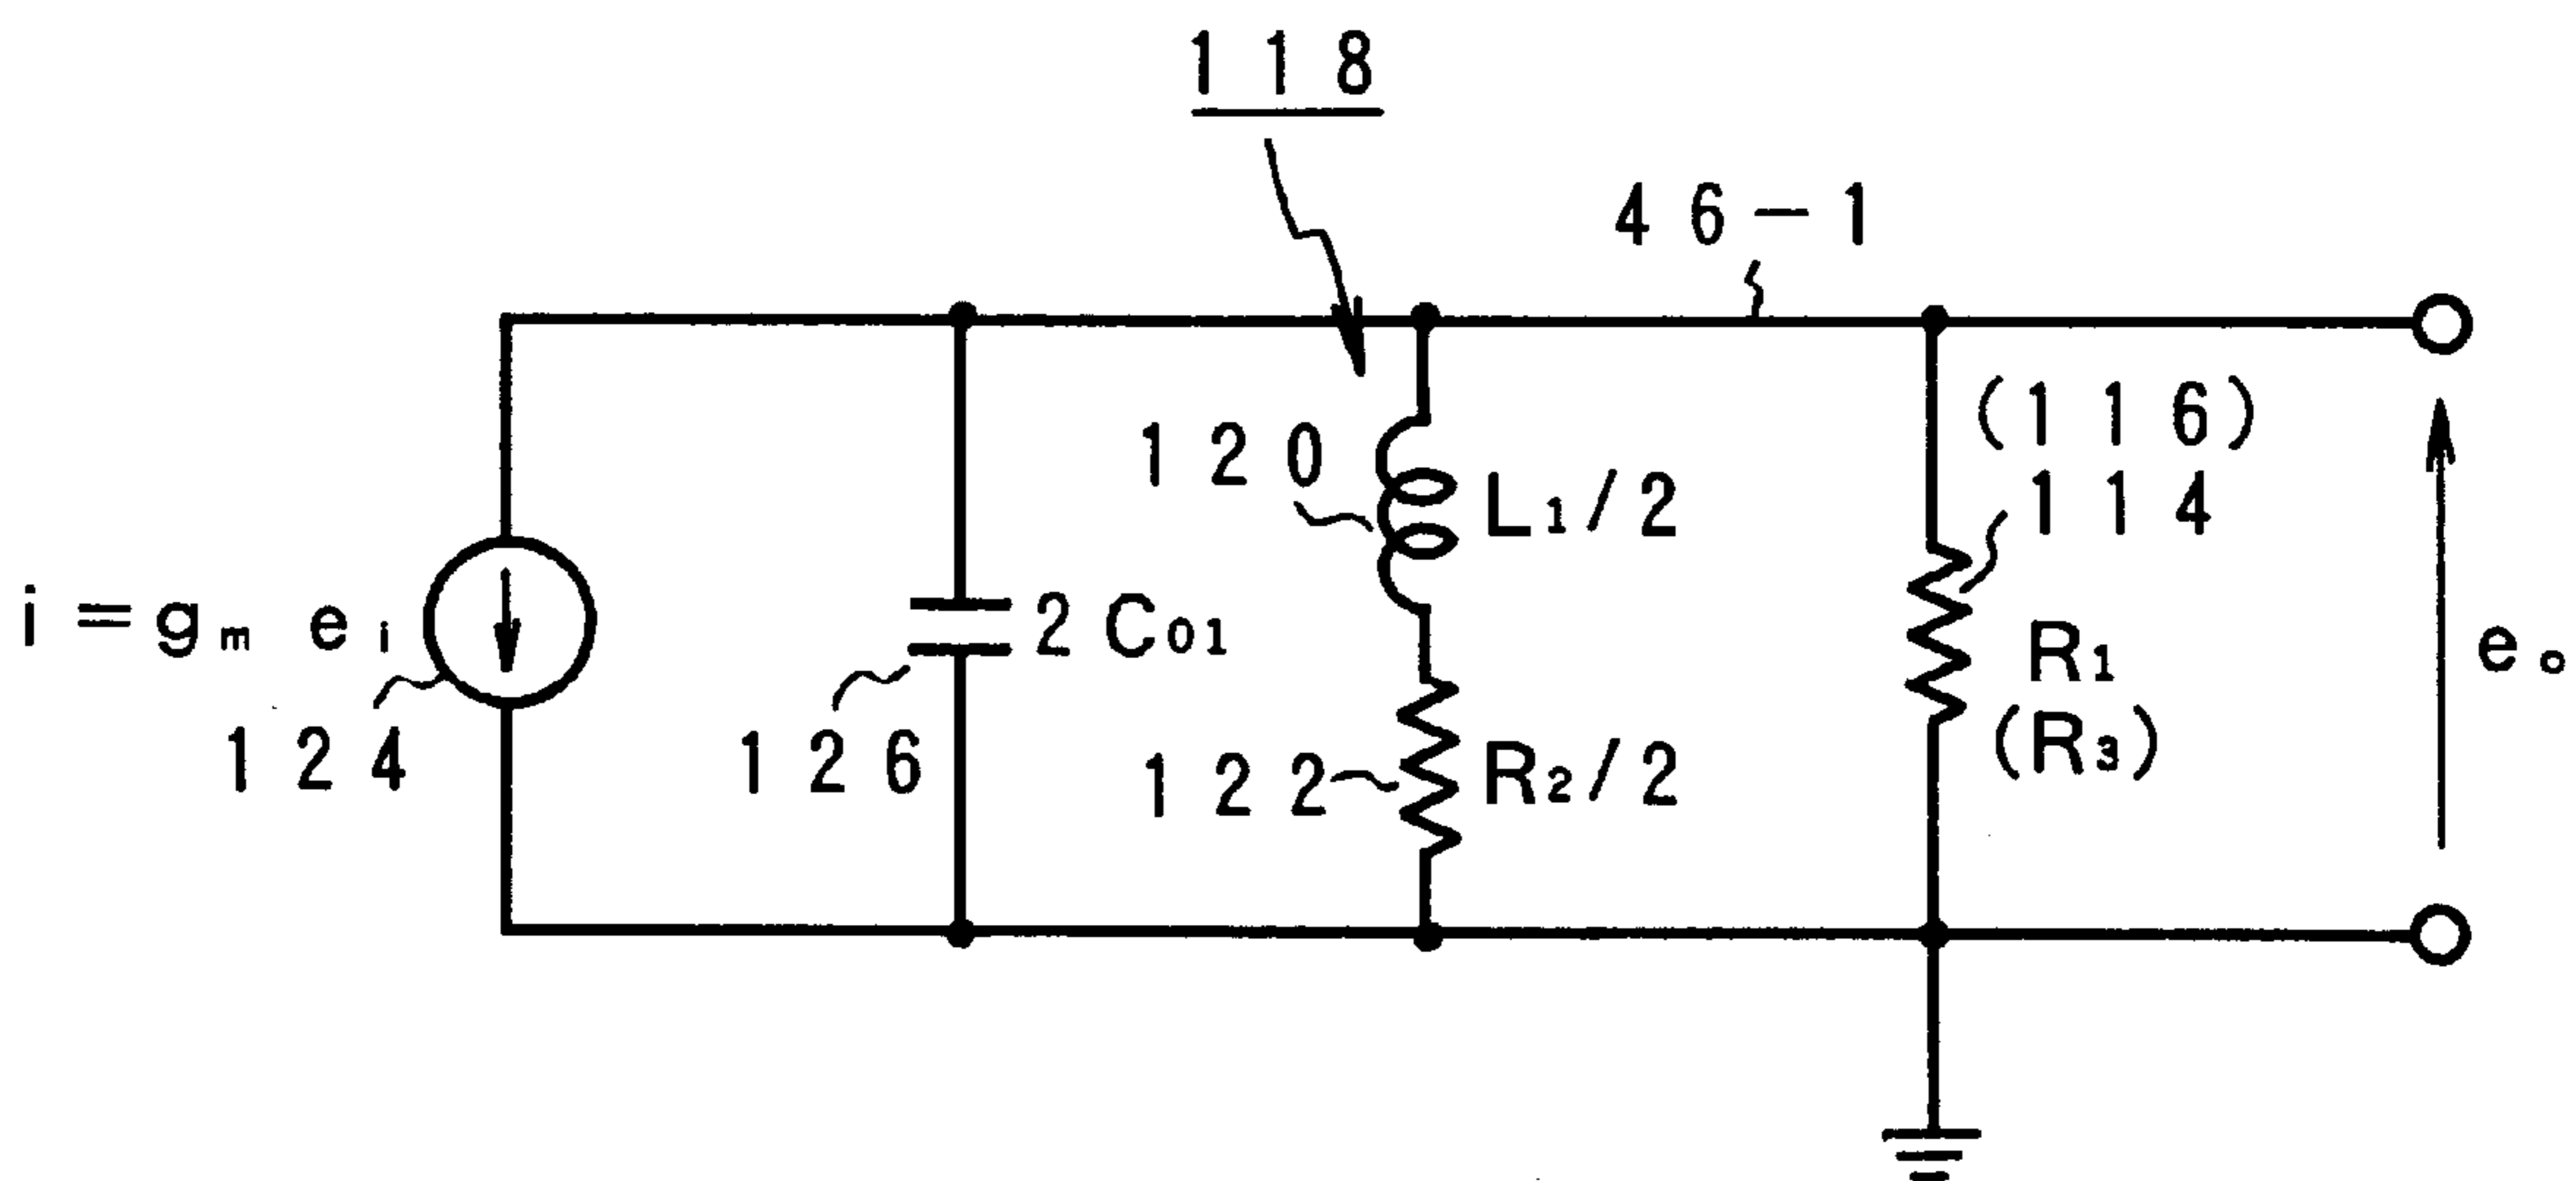 118
46-1
(116)
114
120
L₁/2
i=gₘ eᵢ
2C₀₁
R₁
(R₃)
eₒ
124
126
122
R₂/2